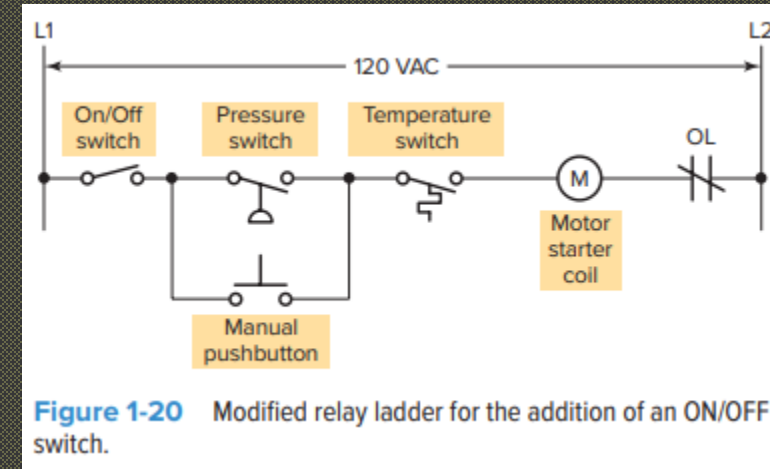 L1
L2
120 VAC
On/Off
switch
Pressure
switch
Temperature
switch
OL
M
Motor
starter
coil
Manual
pushbutton
Figure 1-20 Modified relay ladder for the addition of an ON/OFF
switch.